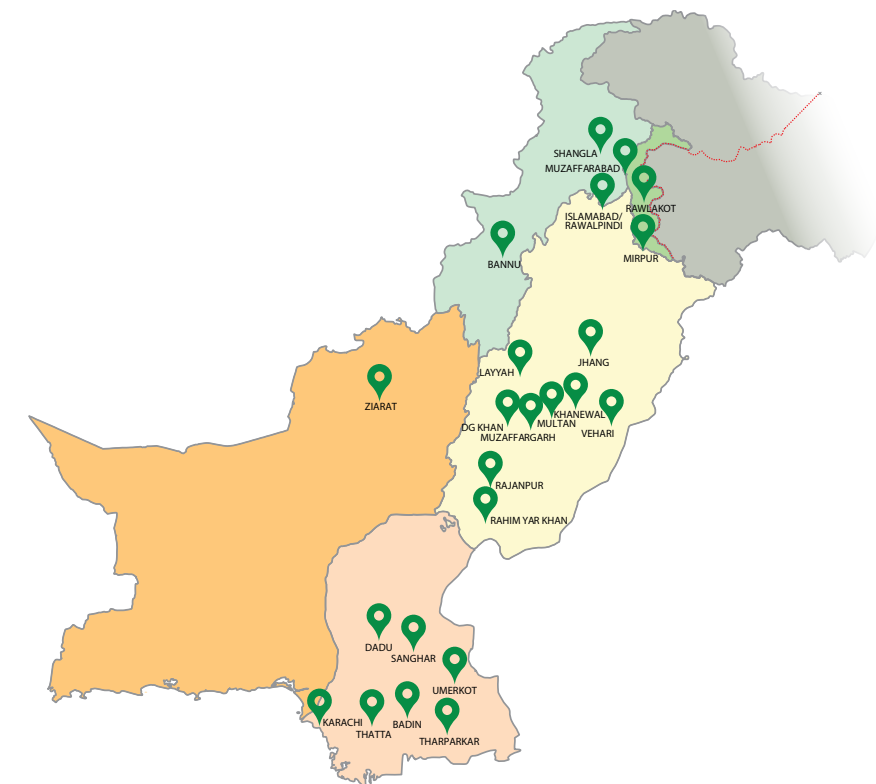 SHANGLA
MUZAFFARABAD
RAWLAKOT
ISLAMABAD/
RAWALPINDI
MIRPUR
BANNU
JHANG
LAYYAH
ZIARAT
KHANEWAL
MULTAN
DG KHAN
VEHARI
MUZAFFARGARH
RAJANPUR
RAHIM YAR KHAN
DADU
SANGHAR
UMERKOT
KARACHI
BADIN
THATTA
THARPARKAR